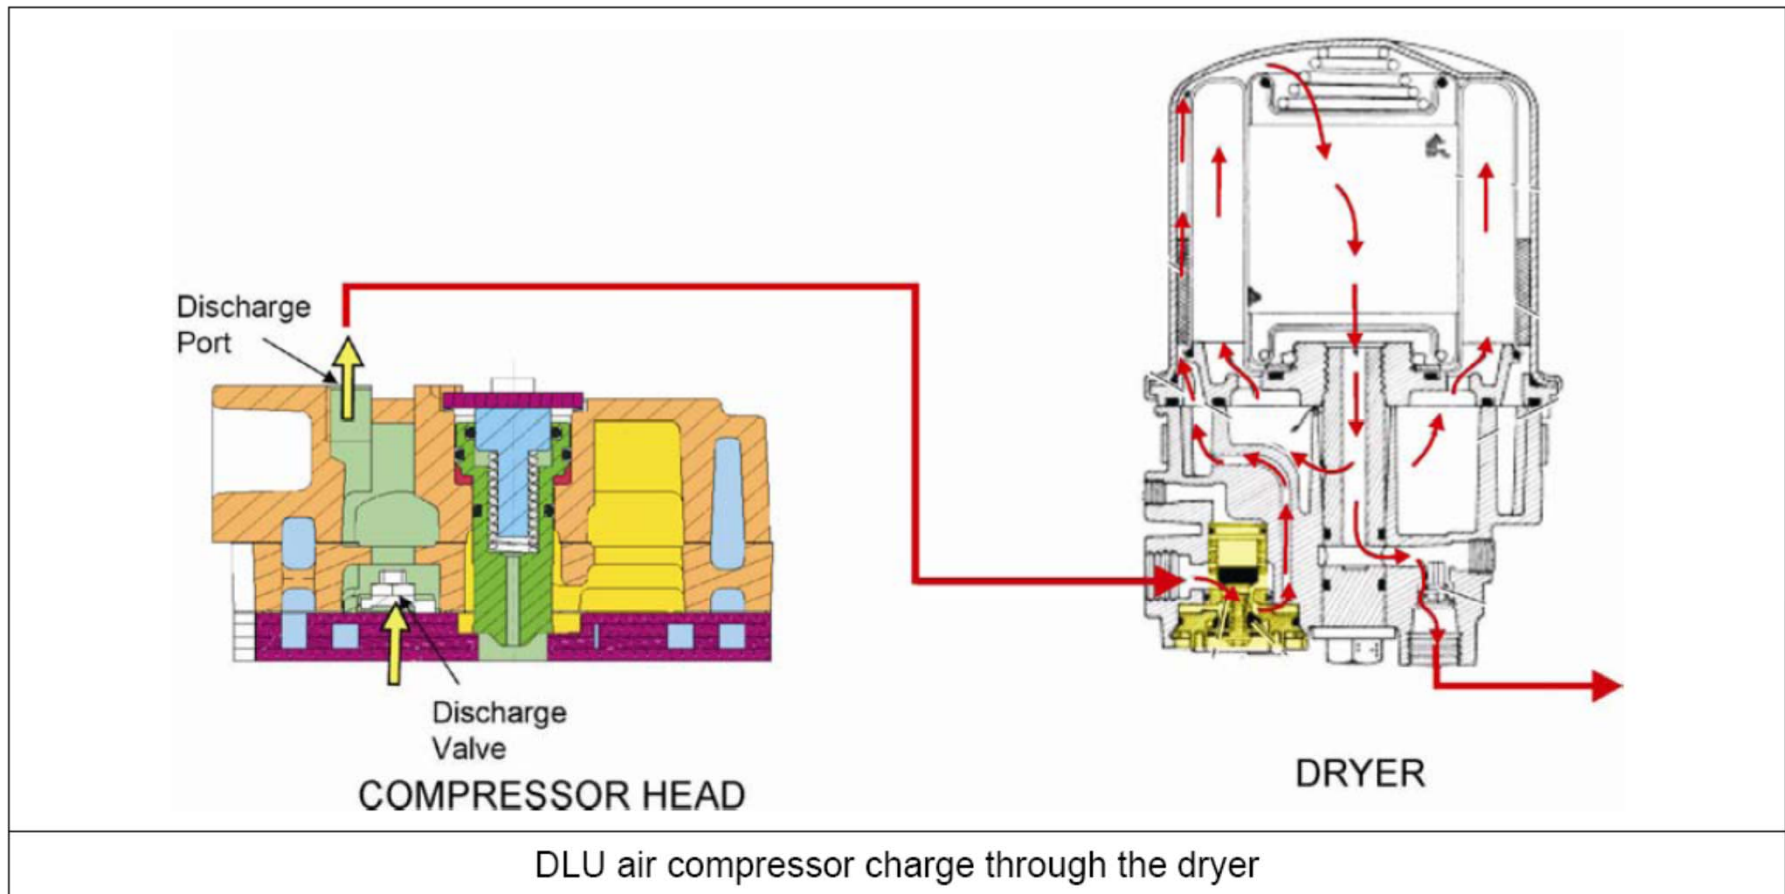 Discharge
Port
Discharge
Valve
COMPRESSOR HEAD
DRYER
DLU air compressor charge through the dryer